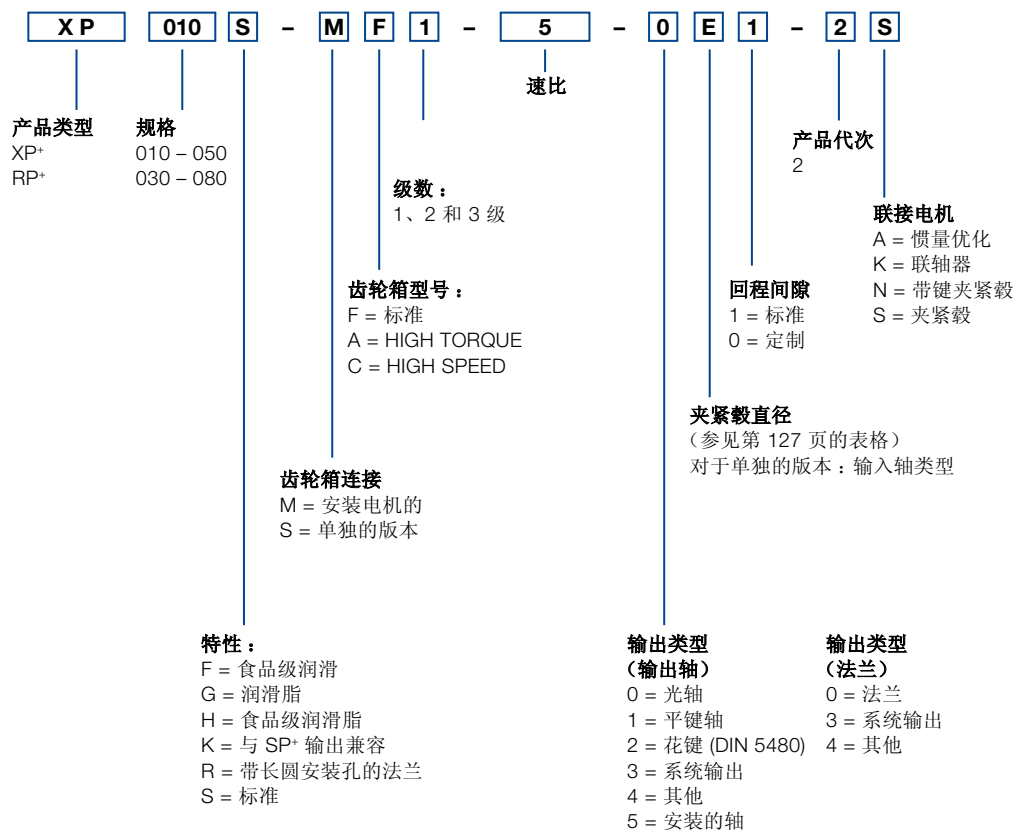 XP 010 S – M F 1 – 5 - 0 E 1 – 2 S
速比
产品类型
XP+
RP+
规格
010 – 050
030 – 080
产品代次
2
级数：
1、2 和 3 级
联接电机
A = 惯量优化
K = 联轴器
N = 带键夹紧毂
S = 夹紧毂
齿轮箱型号：
F = 标准
A = HIGH TORQUE
C = HIGH SPEED
回程间隙
1 = 标准
0 = 定制
夹紧毂直径
（参见第 127 页的表格）
对于单独的版本：输入轴类型
齿轮箱连接
M = 安装电机的
S = 单独的版本
特性：
F = 食品级润滑
G = 润滑脂
H = 食品级润滑脂
K = 与 SP+ 输出兼容
R = 带长圆安装孔的法兰
S = 标准
输出类型
（输出轴）
0 = 光轴
1 = 平键轴
2 = 花键 (DIN 5480)
3 = 系统输出
4 = 其他
5 = 安装的轴
输出类型
（法兰）
0 = 法兰
3 = 系统输出
4 = 其他